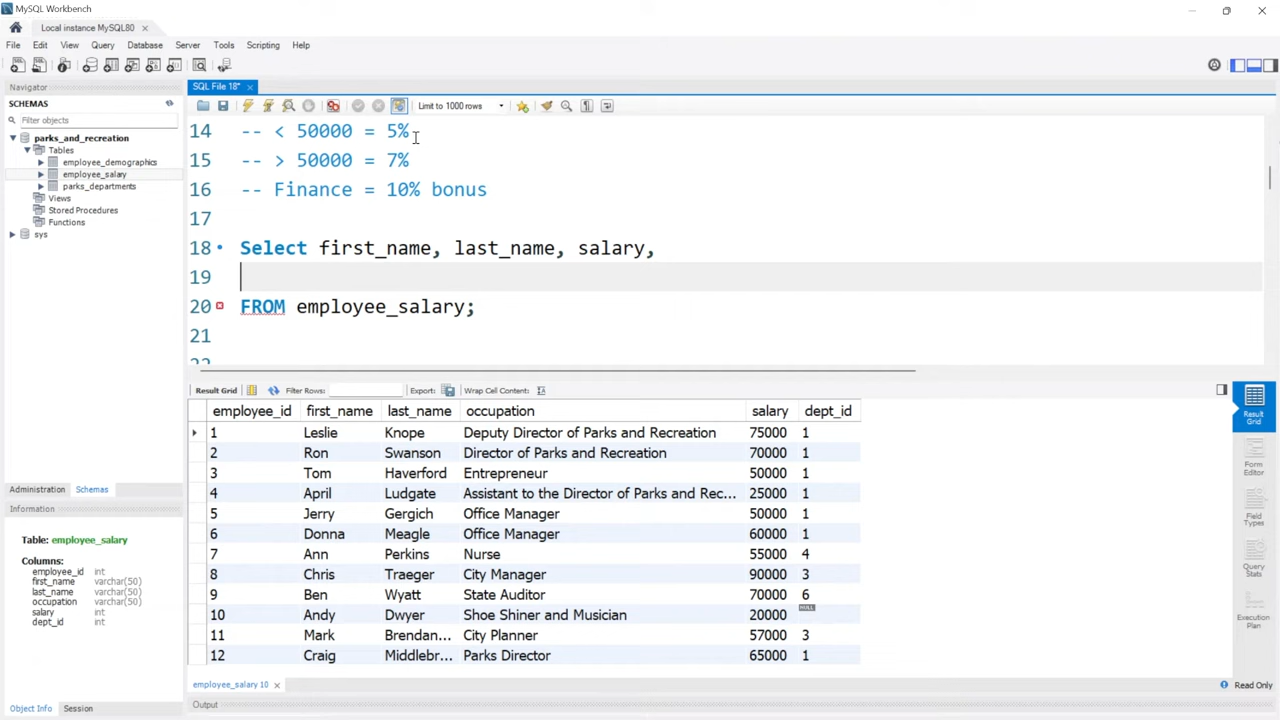 MySQL Workbench
Local instance MySQL80
File Edit View Query Database Server Tools Scripting Help
Navigator
SCHEMAS
Filter objects
parks_and_recreation
Tables
employee_demographics
employee_salary
parks_departments
Views
Stored Procedures
Functions
sys
Administration Schemas
Information
Table: employee_salary
Columns:
employee_id int
first_name varchar(50)
last_name varchar(50)
occupation varchar(50)
salary int
dept_id int
Object Info Session
SQL File 18*
Limit to 1000 rows
14 -- < 50000 = 5%
15 -- > 50000 = 7%
16 -- Finance = 10% bonus
17
18 Select first_name, last_name, salary,
19
20 FROM employee_salary;
21
22
Result Grid Filter Rows: Export: Wrap Cell Content:
employee_id first_name last_name occupation salary dept_id
1 Leslie Knope Deputy Director of Parks and Recreation 75000 1
2 Ron Swanson Director of Parks and Recreation 70000 1
3 Tom Haverford Entrepreneur 50000 1
4 April Ludgate Assistant to the Director of Parks and Rec... 25000 1
5 Jerry Gergich Office Manager 50000 1
6 Donna Meagle Office Manager 60000 1
7 Ann Perkins Nurse 55000 4
8 Chris Traeger City Manager 90000 3
9 Ben Wyatt State Auditor 70000 6
10 Andy Dwyer Shoe Shiner and Musician 20000 NULL
11 Mark Brendan... City Planner 57000 3
12 Craig Middlebr... Parks Director 65000 1
Result Grid
Form Editor
Field Types
Query Stats
Execution Plan
employee_salary 10
Read Only
Output